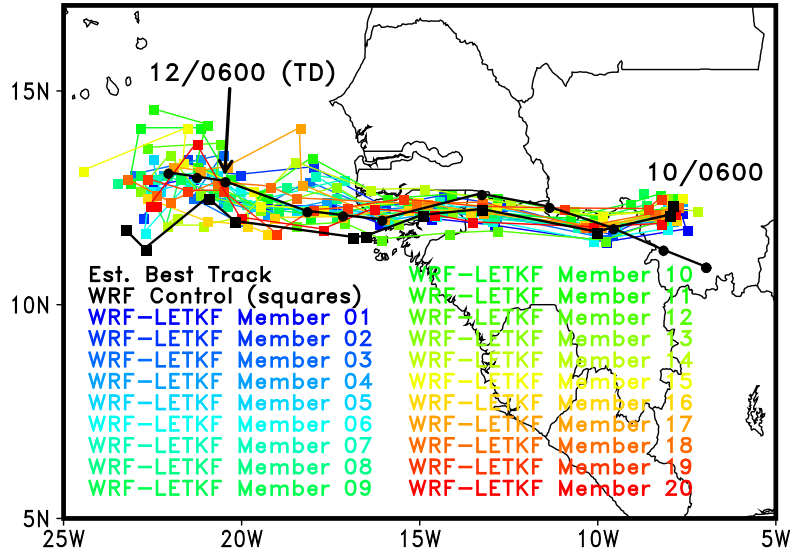 12/0600 (TD)
15N
10/0600
Est. Best Track
WRF Control (squares)
WRF-LETKF Member 01
WRF-LETKF Member 02
WRF-LETKF Member 03
WRF-LETKF Member 04
WRF-LETKF Member 05
WRF-LETKF Member 06
WRF-LETKF Member 07
WRF-LETKF Member 08
WRF-LETKF Member 09
WRF-LETKF Member 10
WRF-LETKF Member 11
WRF-LETKF Member 12
WRF-LETKF Member 13
WRF-LETKF Member 14
WRF-LETKF Member 15
WRF-LETKF Member 16
WRF-LETKF Member 17
WRF-LETKF Member 18
WRF-LETKF Member 19
WRF-LETKF Member 20
10N
5N
25W 20W 15W 10W 5W